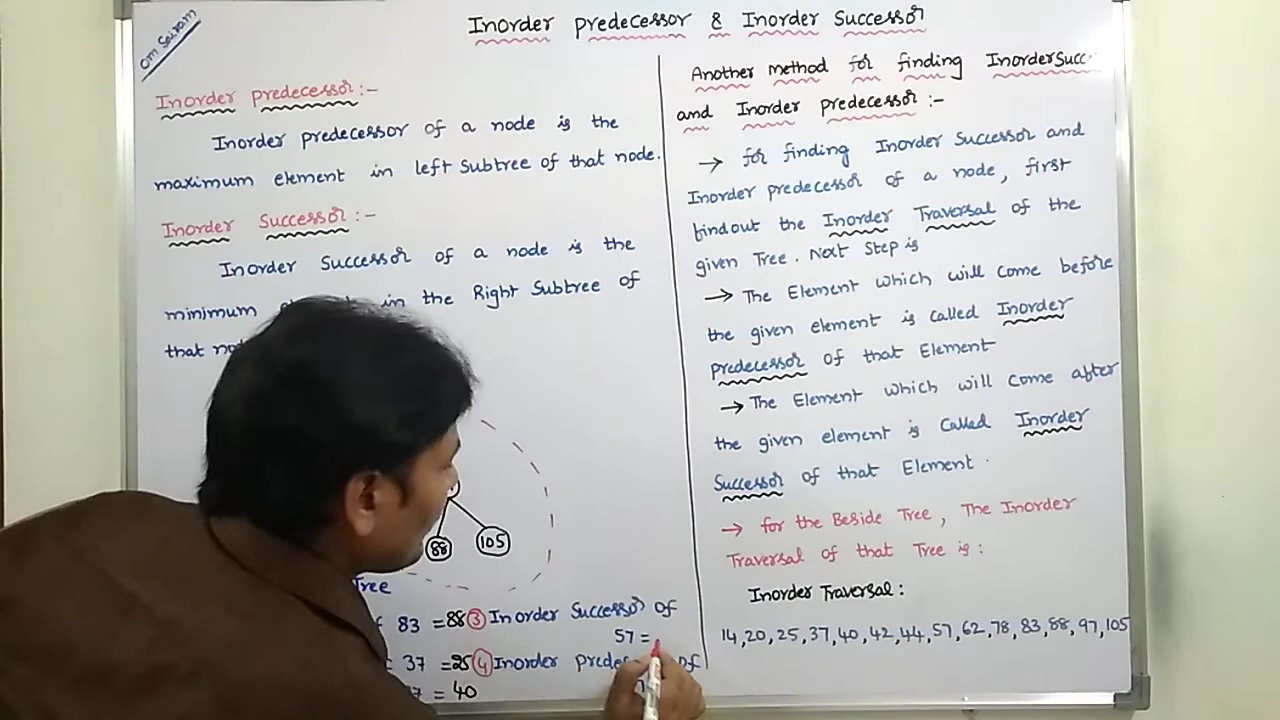 Inorder predecessor & Inorder Successor
Om Sairam
Inorder predecessor :-
Inorder predecessor of a node is the
maximum element in left Subtree of that node.
Inorder Successor :-
Inorder Successor of a node is the
minimum in the Right Subtree of
that
88 105
Tree
83 = 88 3 Inorder Successor of
57 =
37 = 25 4 Inorder of
= 40
Another method for finding Inorder Succ
and Inorder predecessor :-
→ for finding Inorder Successor and
Inorder predecessor of a node, first
findout the Inorder Traversal of the
given Tree. Next Step is
→ The Element which will come before
the given element is called Inorder
predecessor of that Element
→ The Element which will come after
the given element is called Inorder
Successor of that Element.
→ for the Beside Tree, The Inorder
Traversal of that Tree is:
Inorder Traversal:
14,20,25,37,40,42,44,57,62,78,83,88,97,105